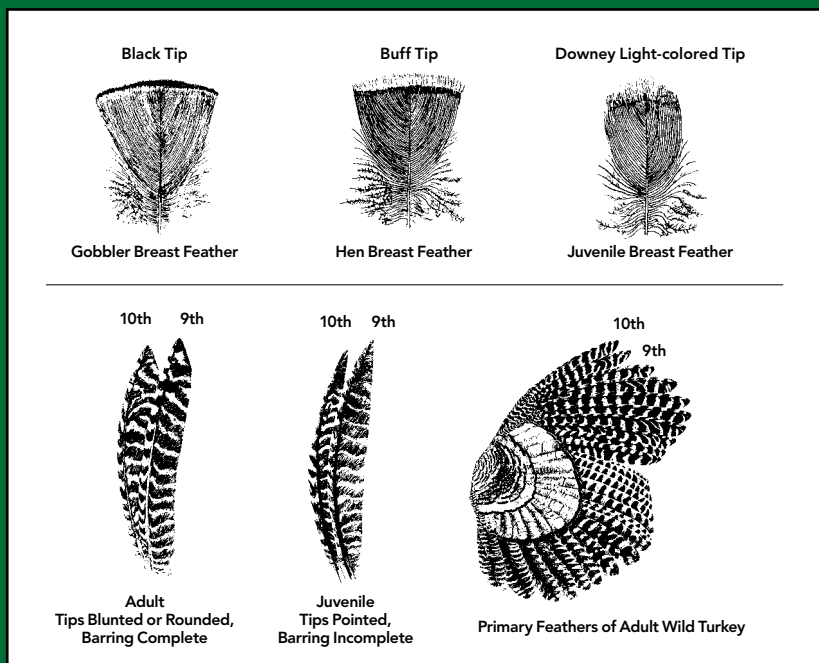 Black Tip
Buff Tip
Downey Light-colored Tip
Gobbler Breast Feather
Hen Breast Feather
Juvenile Breast Feather
10th 9th
10th 9th
10th
9th
Adult
Tips Blunted or Rounded,
Barring Complete
Juvenile
Tips Pointed,
Barring Incomplete
Primary Feathers of Adult Wild Turkey